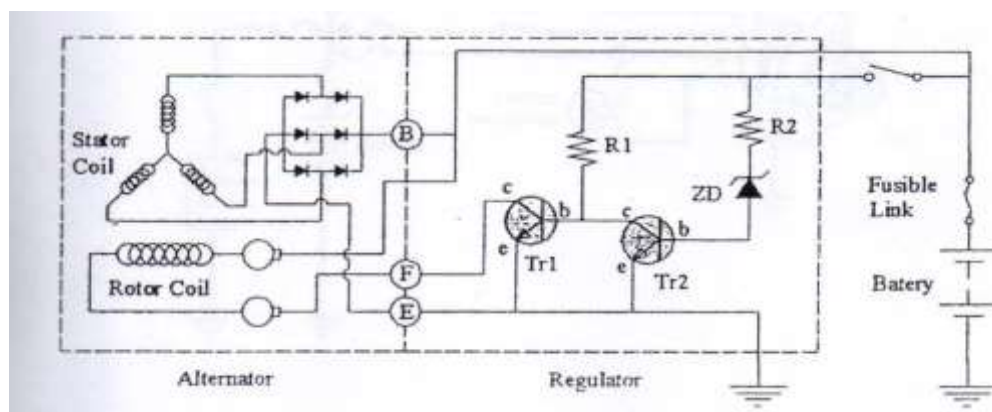 B
Stator
Coil
R1
R2
ZD
Fusible
Link
c
b
c
b
e
Tr1
e
Tr2
F
Rotor Coil
E
Batery
Alternator
Regulator